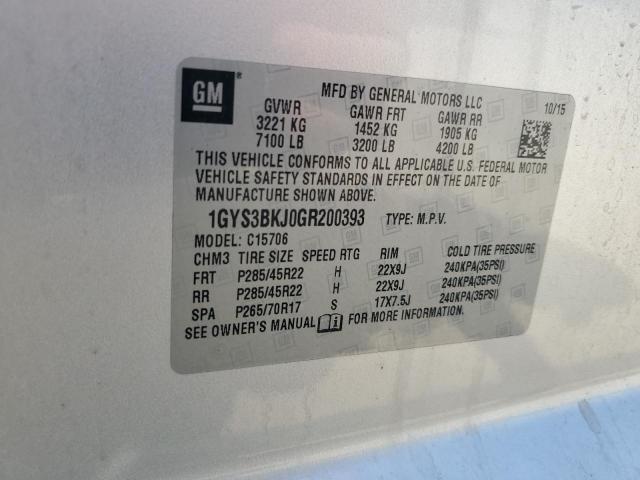 GM ®
MFD BY GENERAL MOTORS LLC 10/15
GVWR GAWR FRT GAWR RR
3221 KG 1452 KG 1905 KG
7100 LB 3200 LB 4200 LB
THIS VEHICLE CONFORMS TO ALL APPLICABLE U.S. FEDERAL MOTOR
VEHICLE SAFETY STANDARDS IN EFFECT ON THE DATE OF
MANUFACTURE SHOWN ABOVE.
1GYS3BKJ0GR200393 TYPE: M.P.V.
MODEL: C15706
CHM3 TIRE SIZE SPEED RTG RIM COLD TIRE PRESSURE
FRT P285/45R22 H 22X9J 240KPA(35PSI)
RR P285/45R22 H 22X9J 240KPA(35PSI)
SPA P265/70R17 S 17X7.5J 240KPA(35PSI)
SEE OWNER'S MANUAL i FOR MORE INFORMATION.